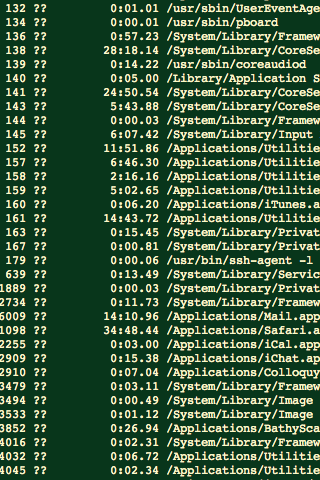 132 ?? 0:01.01 /usr/sbin/UserEventAge
134 ?? 0:00.01 /usr/sbin/pboard
136 ?? 0:57.23 /System/Library/Framew
138 ?? 28:18.14 /System/Library/CoreSe
139 ?? 0:14.22 /usr/sbin/coreaudiod
140 ?? 0:05.00 /Library/Application S
141 ?? 24:50.54 /System/Library/CoreSe
143 ?? 5:43.88 /System/Library/CoreSe
144 ?? 0:00.03 /System/Library/Framew
145 ?? 6:07.42 /System/Library/Input
152 ?? 11:51.86 /Applications/Utilitie
157 ?? 6:46.30 /Applications/Utilitie
158 ?? 2:16.16 /Applications/Utilitie
159 ?? 5:02.65 /Applications/Utilitie
160 ?? 0:06.20 /Applications/iTunes.a
161 ?? 14:43.72 /Applications/Utilitie
163 ?? 0:15.45 /System/Library/Privat
167 ?? 0:00.81 /System/Library/Privat
179 ?? 0:00.06 /usr/bin/ssh-agent -l
639 ?? 0:13.49 /System/Library/Servic
1889 ?? 0:00.03 /System/Library/Privat
2734 ?? 0:11.73 /System/Library/Framew
6009 ?? 14:10.96 /Applications/Mail.app
1098 ?? 34:48.44 /Applications/Safari.a
2255 ?? 0:03.00 /Applications/iCal.app
2909 ?? 0:15.38 /Applications/iChat.ap
2910 ?? 0:07.04 /Applications/Colloquy
3479 ?? 0:03.11 /System/Library/Framew
3494 ?? 0:00.49 /System/Library/Image
3533 ?? 0:01.12 /System/Library/Image
3852 ?? 0:26.94 /Applications/BathySca
4016 ?? 0:02.31 /System/Library/Framew
4032 ?? 0:06.72 /Applications/Utilitie
4045 ?? 0:02.34 /Applications/Utilitie